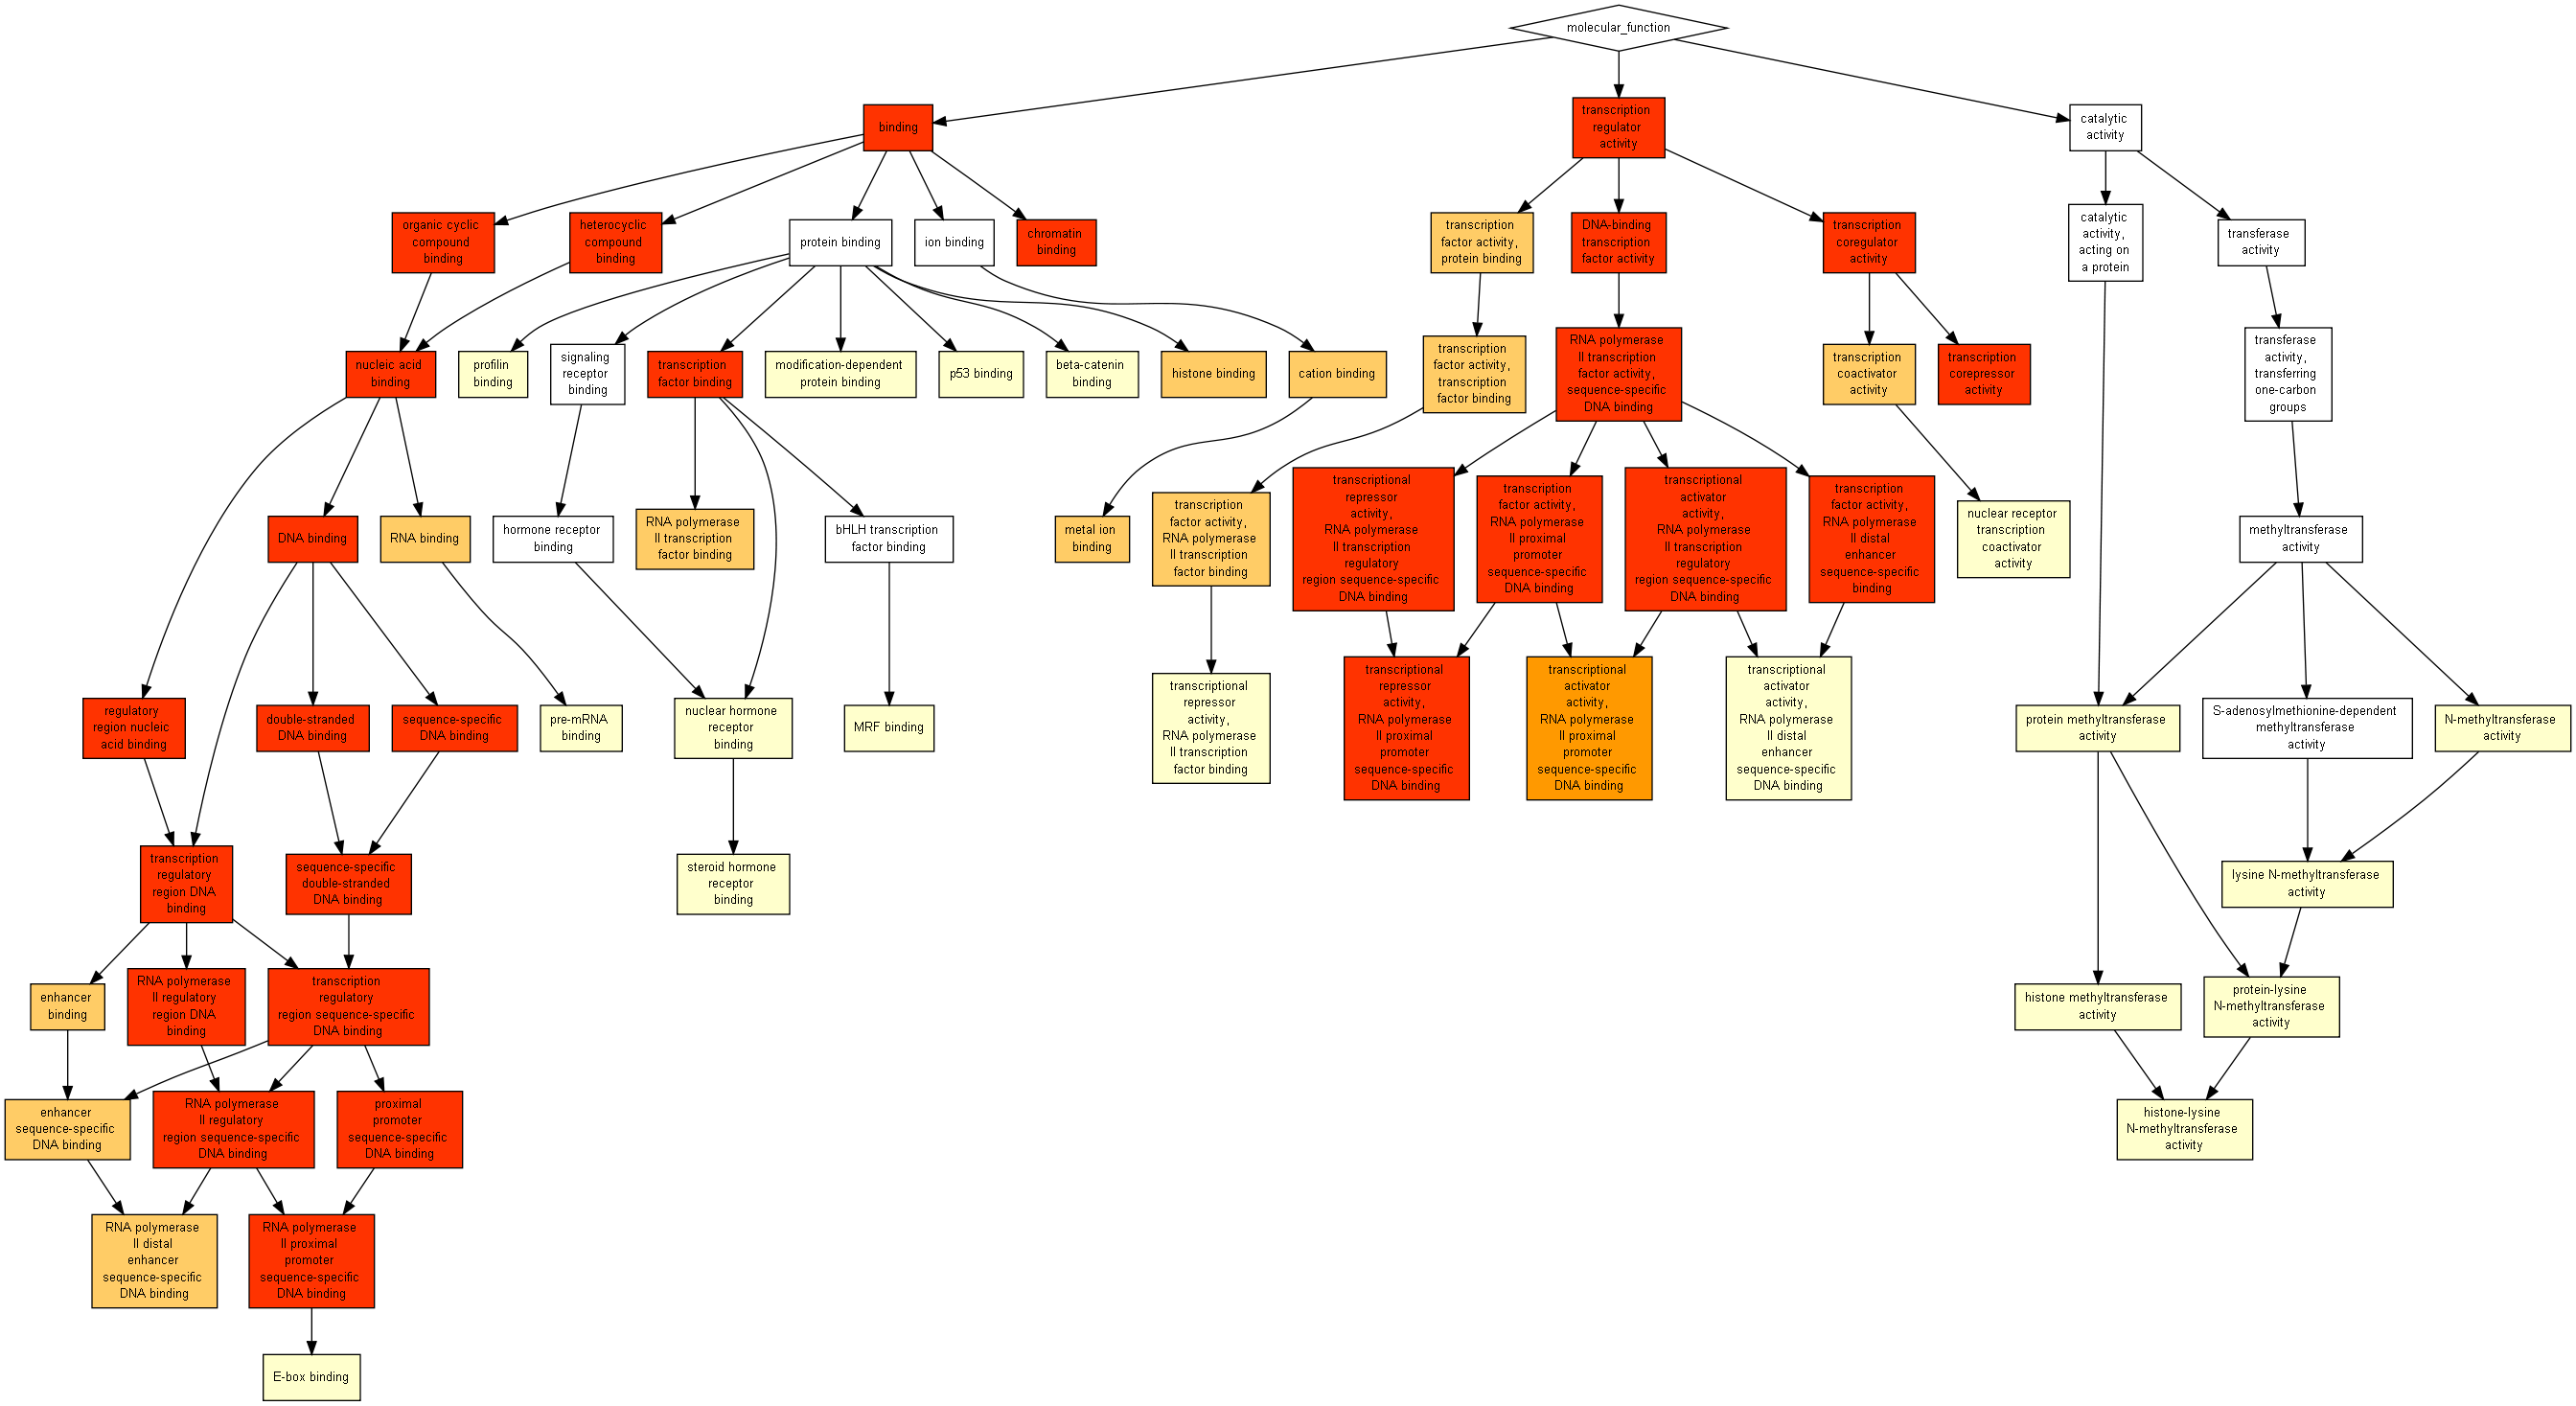 molecular_function
binding
transcription
regulator
activity
catalytic
activity
organic cyclic
compound
binding
heterocyclic
compound
binding
protein binding
ion binding
chromatin
binding
transcription
factor activity,
protein binding
DNA-binding
transcription
factor activity
transcription
coregulator
activity
catalytic
activity,
acting on
a protein
transferase
activity
nucleic acid
binding
profilin
binding
signaling
receptor
binding
transcription
factor binding
modification-dependent
protein binding
p53 binding
beta-catenin
binding
histone binding
cation binding
transcription
factor activity,
transcription
factor binding
RNA polymerase
II transcription
factor activity,
sequence-specific
DNA binding
transcription
coactivator
activity
transcription
corepressor
activity
transferase
activity,
transferring
one-carbon
groups
DNA binding
RNA binding
hormone receptor
binding
RNA polymerase
II transcription
factor binding
bHLH transcription
factor binding
metal ion
binding
transcription
factor activity,
RNA polymerase
II transcription
factor binding
transcriptional
repressor
activity,
RNA polymerase
II transcription
regulatory
region sequence-specific
DNA binding
transcription
factor activity,
RNA polymerase
II proximal
promoter
sequence-specific
DNA binding
transcriptional
activator
activity,
RNA polymerase
II transcription
regulatory
region sequence-specific
DNA binding
transcription
factor activity,
RNA polymerase
II distal
enhancer
sequence-specific
binding
nuclear receptor
transcription
coactivator
activity
methyltransferase
activity
regulatory
region nucleic
acid binding
double-stranded
DNA binding
sequence-specific
DNA binding
pre-mRNA
binding
nuclear hormone
receptor
binding
MRF binding
transcriptional
repressor
activity,
RNA polymerase
II transcription
factor binding
transcriptional
repressor
activity,
RNA polymerase
II proximal
promoter
sequence-specific
DNA binding
transcriptional
activator
activity,
RNA polymerase
II proximal
promoter
sequence-specific
DNA binding
transcriptional
activator
activity,
RNA polymerase
II distal
enhancer
sequence-specific
DNA binding
protein methyltransferase
activity
S-adenosylmethionine-dependent
methyltransferase
activity
N-methyltransferase
activity
transcription
regulatory
region DNA
binding
sequence-specific
double-stranded
DNA binding
steroid hormone
receptor
binding
lysine N-methyltransferase
activity
enhancer
binding
RNA polymerase
II regulatory
region DNA
binding
transcription
regulatory
region sequence-specific
DNA binding
histone methyltransferase
activity
protein-lysine
N-methyltransferase
activity
enhancer
sequence-specific
DNA binding
RNA polymerase
II regulatory
region sequence-specific
DNA binding
proximal
promoter
sequence-specific
DNA binding
histone-lysine
N-methyltransferase
activity
RNA polymerase
II distal
enhancer
sequence-specific
DNA binding
RNA polymerase
II proximal
promoter
sequence-specific
DNA binding
E-box binding